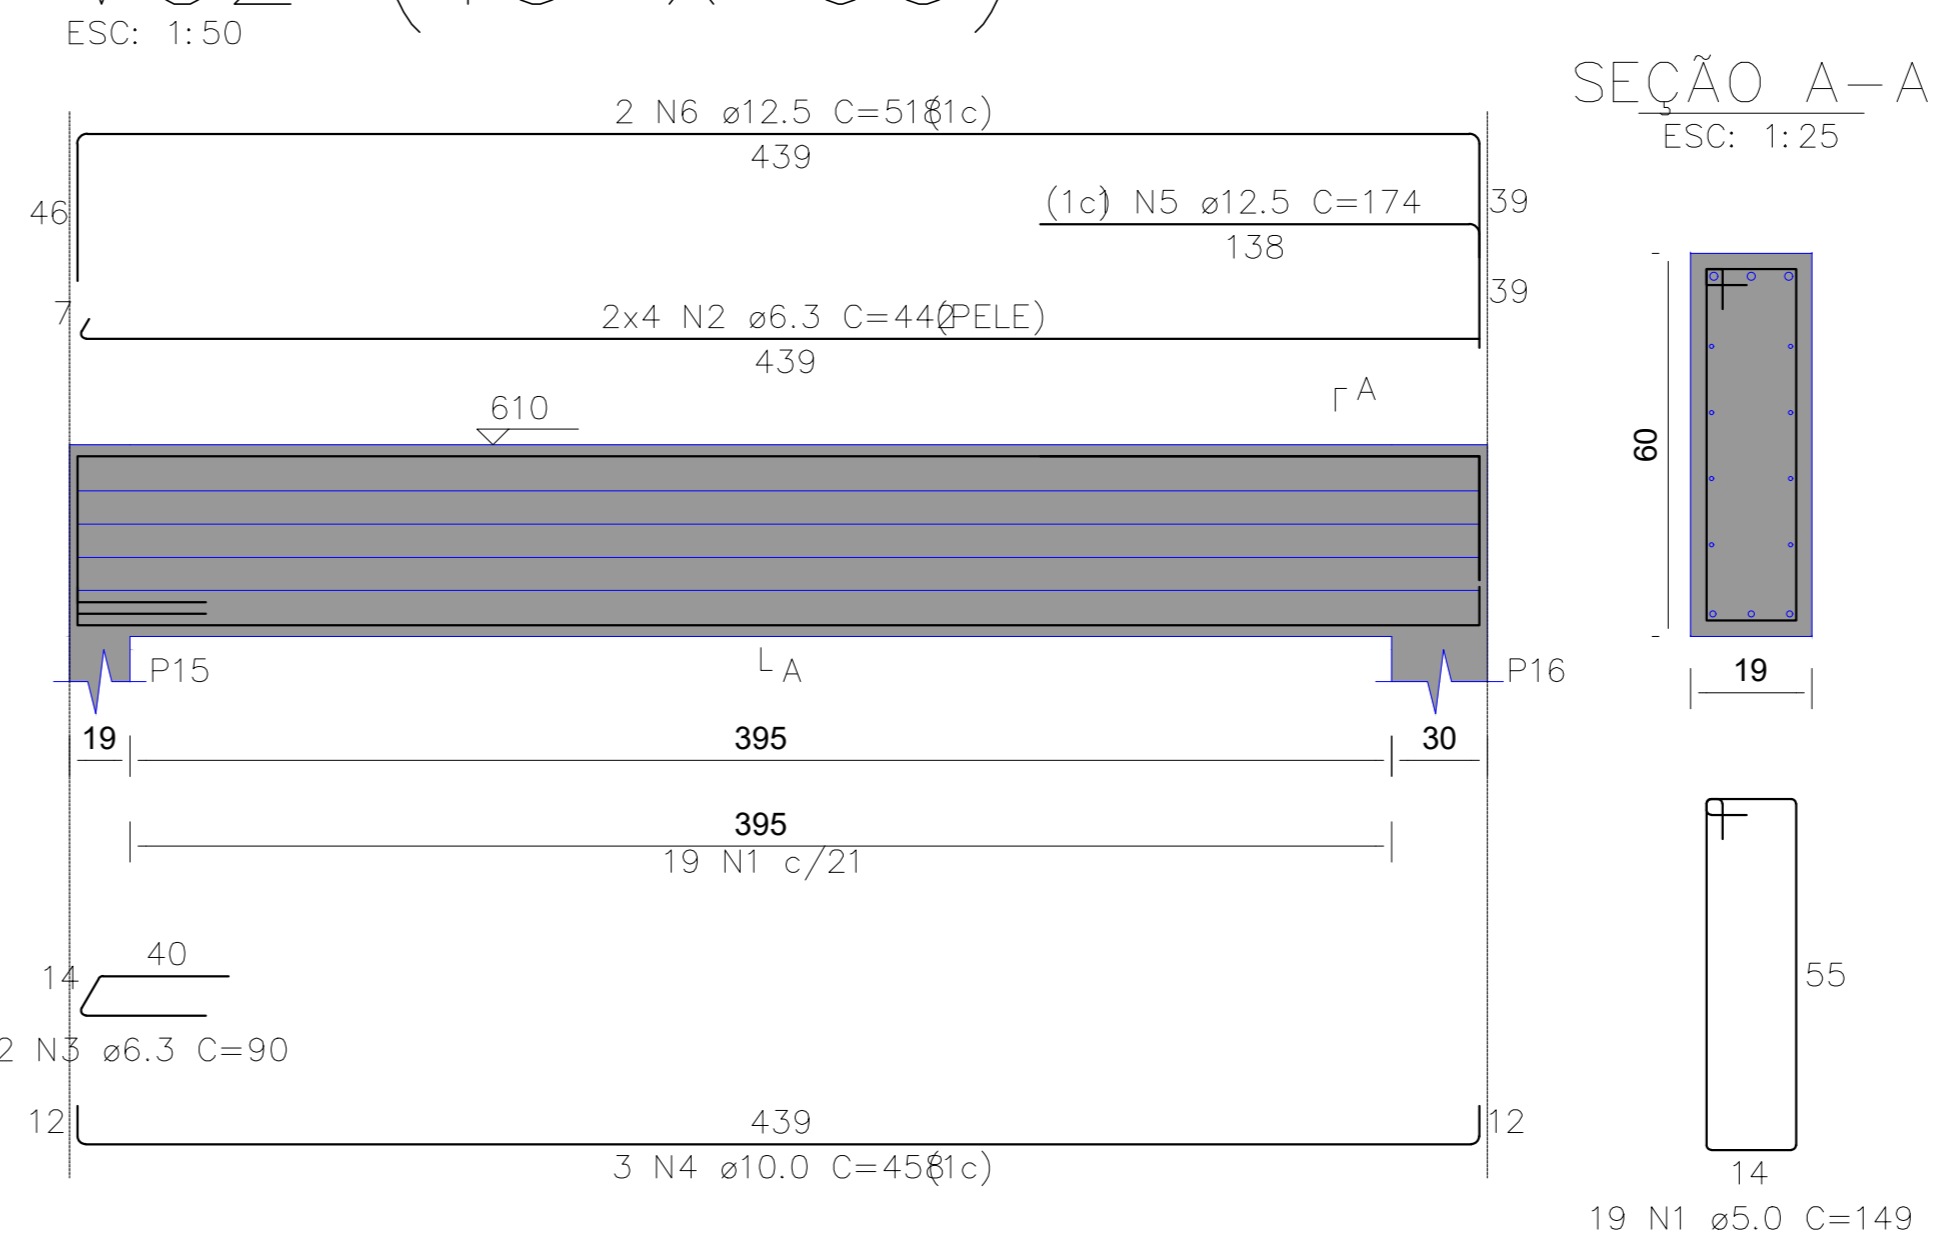 ESC: 1:50
SEÇÃO A-A
ESC: 1:25
2 N6 ø12.5 C=518(1c)
439
46
39
(1c) N5 ø12.5 C=174
138
39
7
2x4 N2 ø6.3 C=442(PELE)
439
A
610
60
P15
A
P16
19
19
395
30
395
19 N1 c/21
40
14
55
2 N3 ø6.3 C=90
12
439
12
3 N4 ø10.0 C=458(1c)
14
19 N1 ø5.0 C=149